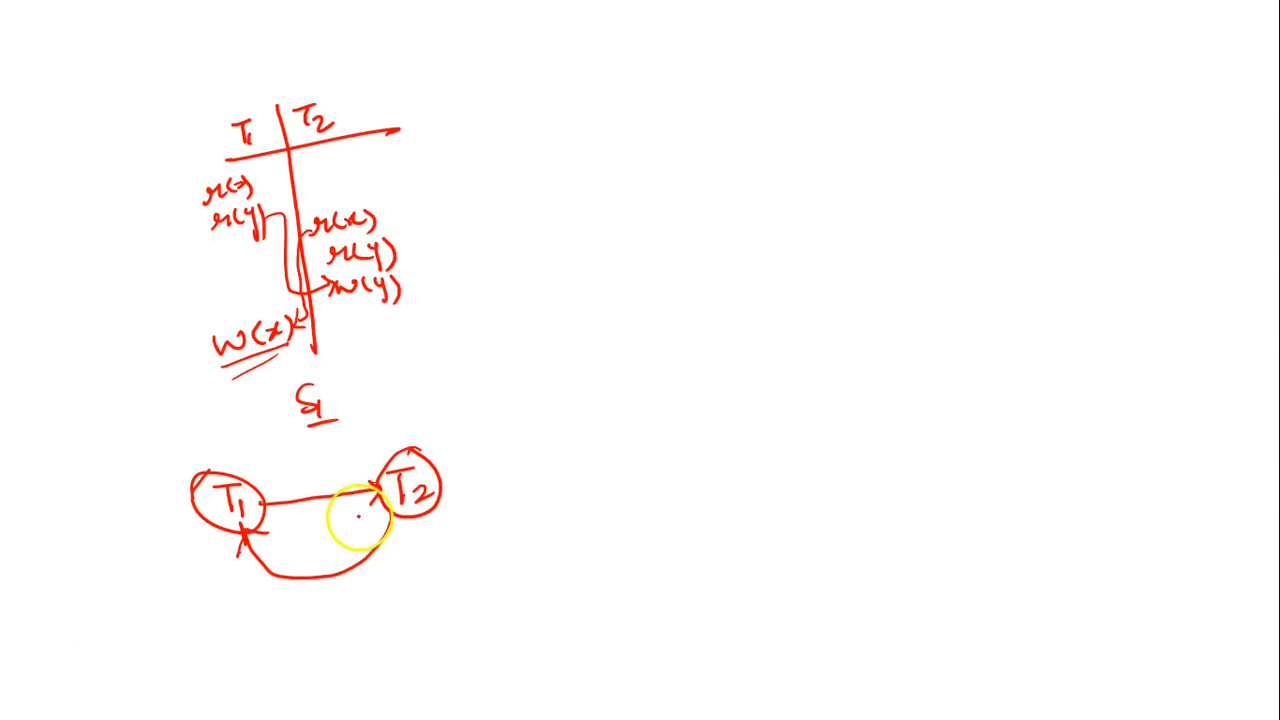 T1 T2
r(x)
r(y) r(x)
r(y)
w(y)
w(x)
S1
T1 T2